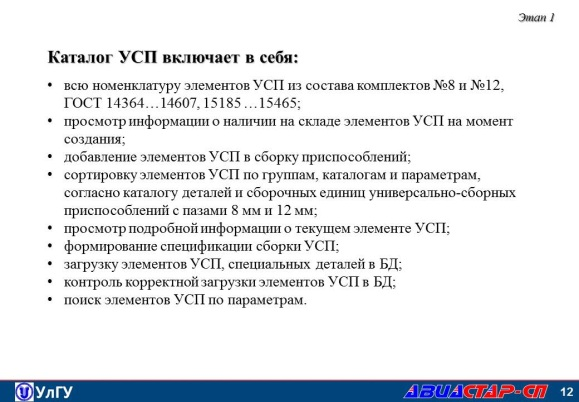 Этап 1
Каталог УСП включает в себя:
• всю номенклатуру элементов УСП из состава комплектов №8 и №12,
ГОСТ 14364…14607, 15185 …15465;
• просмотр информации о наличии на складе элементов УСП на момент
создания;
• добавление элементов УСП в сборку приспособлений;
• сортировку элементов УСП по группам, каталогам и параметрам,
согласно каталогу деталей и сборочных единиц универсально-сборных
приспособлений с пазами 8 мм и 12 мм;
• просмотр подробной информации о текущем элементе УСП;
• формирование спецификации сборки УСП;
• загрузку элементов УСП, специальных деталей в БД;
• контроль корректной загрузки элементов УСП в БД;
• поиск элементов УСП по параметрам.
УлГУ
АВИАСТАР-СП
12